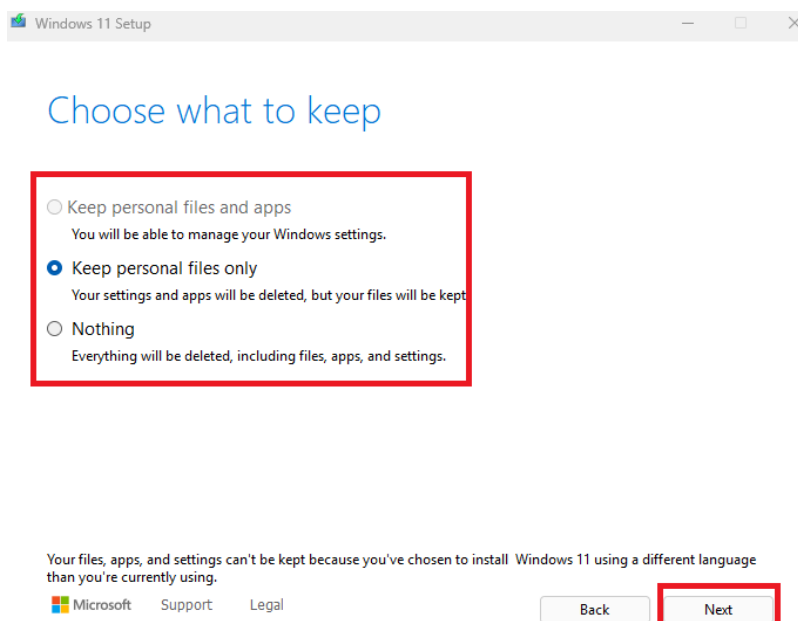 Windows 11 Setup
Choose what to keep
Keep personal files and apps
You will be able to manage your Windows settings.
Keep personal files only
Your settings and apps will be deleted, but your files will be kept
Nothing
Everything will be deleted, including files, apps, and settings.
Your files, apps, and settings can't be kept because you've chosen to install Windows 11 using a different language
than you're currently using.
Microsoft Support Legal Back Next